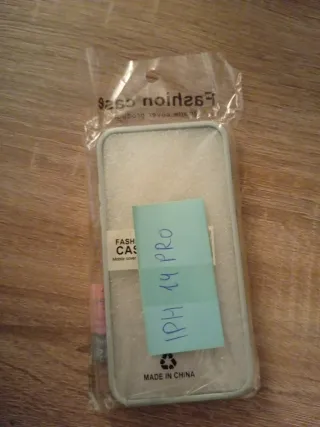 Fashion case
FASH
CAS
IPH 14 PRO
MADE IN CHINA